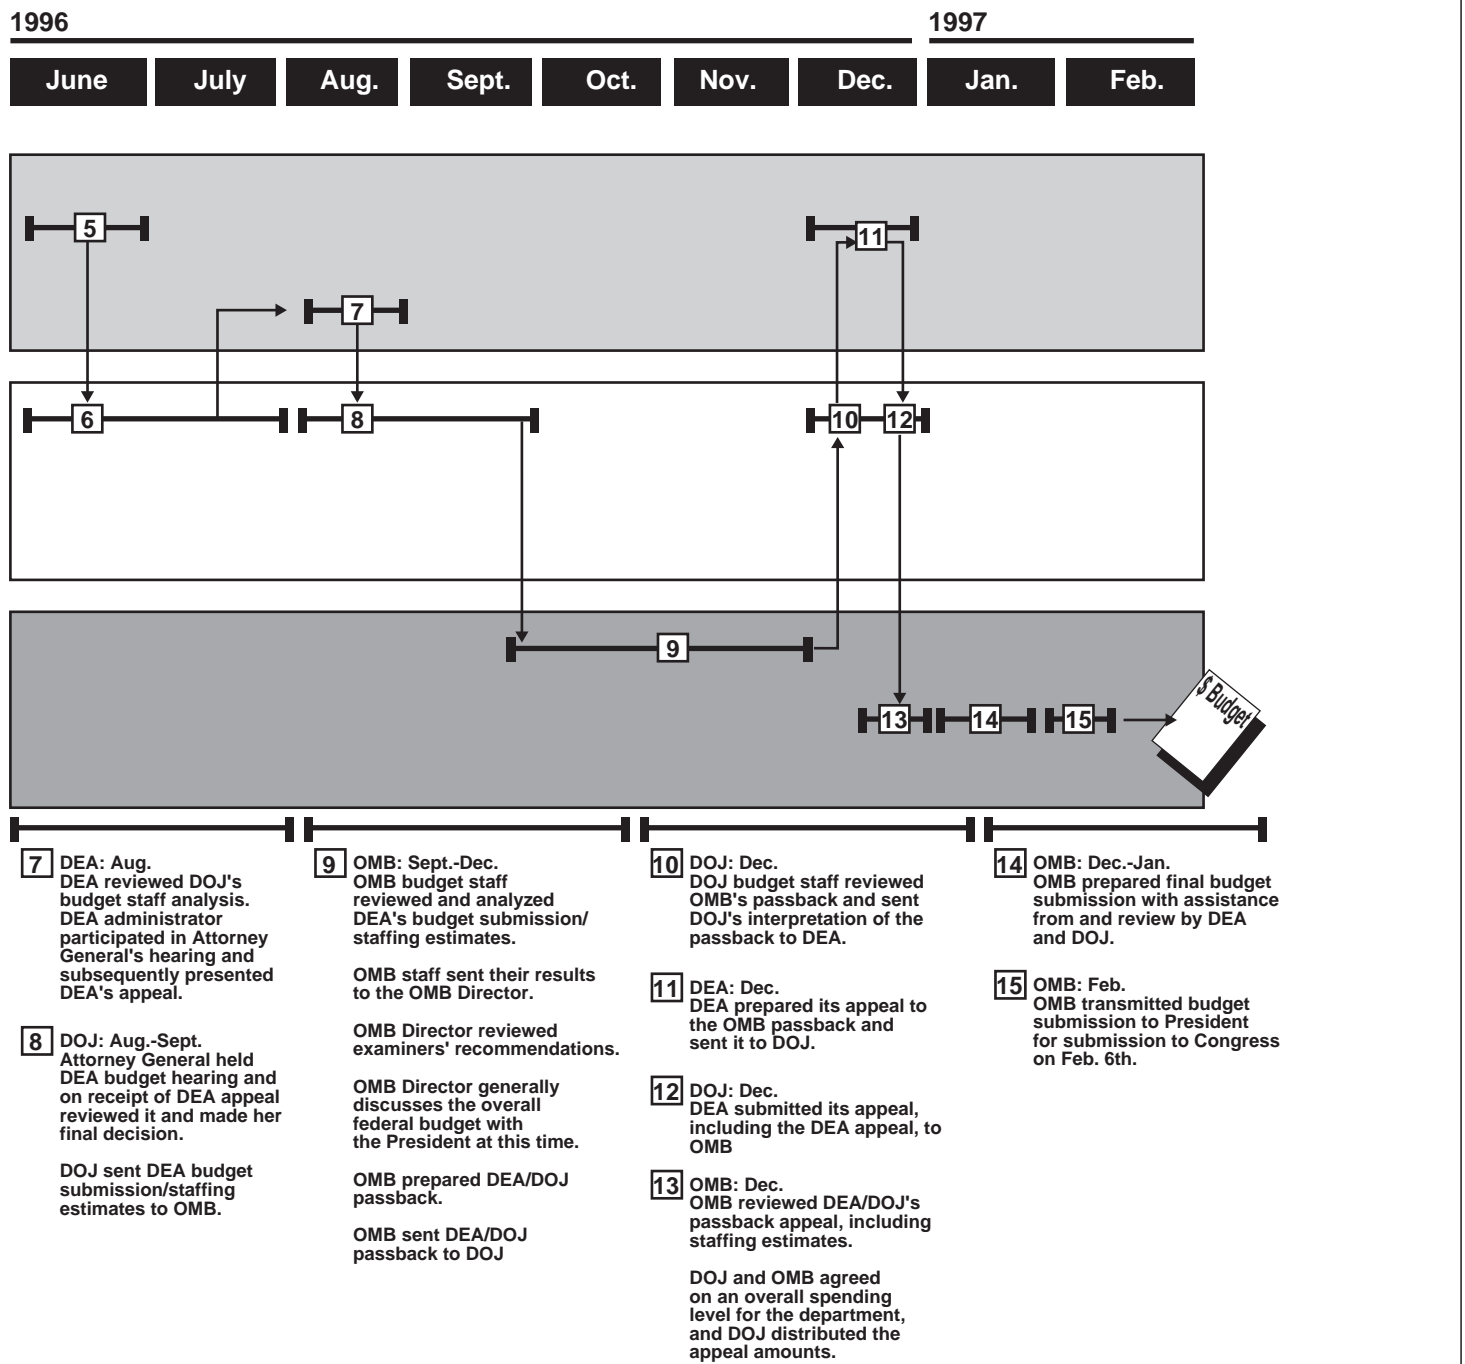 1996
1997
June
July
Aug.
Sept.
Oct.
Nov.
Dec.
Jan.
Feb.
5
11
7
6
8
10
12
9
13
14
15
$ Budget
7 DEA: Aug.
DEA reviewed DOJ's
budget staff analysis.
DEA administrator
participated in Attorney
General's hearing and
subsequently presented
DEA's appeal.
8 DOJ: Aug.-Sept.
Attorney General held
DEA budget hearing and
on receipt of DEA appeal
reviewed it and made her
final decision.
DOJ sent DEA budget
submission/staffing
estimates to OMB.
9 OMB: Sept.-Dec.
OMB budget staff
reviewed and analyzed
DEA's budget submission/
staffing estimates.
OMB staff sent their results
to the OMB Director.
OMB Director reviewed
examiners' recommendations.
OMB Director generally
discusses the overall
federal budget with
the President at this time.
OMB prepared DEA/DOJ
passback.
OMB sent DEA/DOJ
passback to DOJ
10 DOJ: Dec.
DOJ budget staff reviewed
OMB's passback and sent
DOJ's interpretation of the
passback to DEA.
11 DEA: Dec.
DEA prepared its appeal to
the OMB passback and
sent it to DOJ.
12 DOJ: Dec.
DEA submitted its appeal,
including the DEA appeal, to
OMB
13 OMB: Dec.
OMB reviewed DEA/DOJ's
passback appeal, including
staffing estimates.
DOJ and OMB agreed
on an overall spending
level for the department,
and DOJ distributed the
appeal amounts.
14 OMB: Dec.-Jan.
OMB prepared final budget
submission with assistance
from and review by DEA
and DOJ.
15 OMB: Feb.
OMB transmitted budget
submission to President
for submission to Congress
on Feb. 6th.